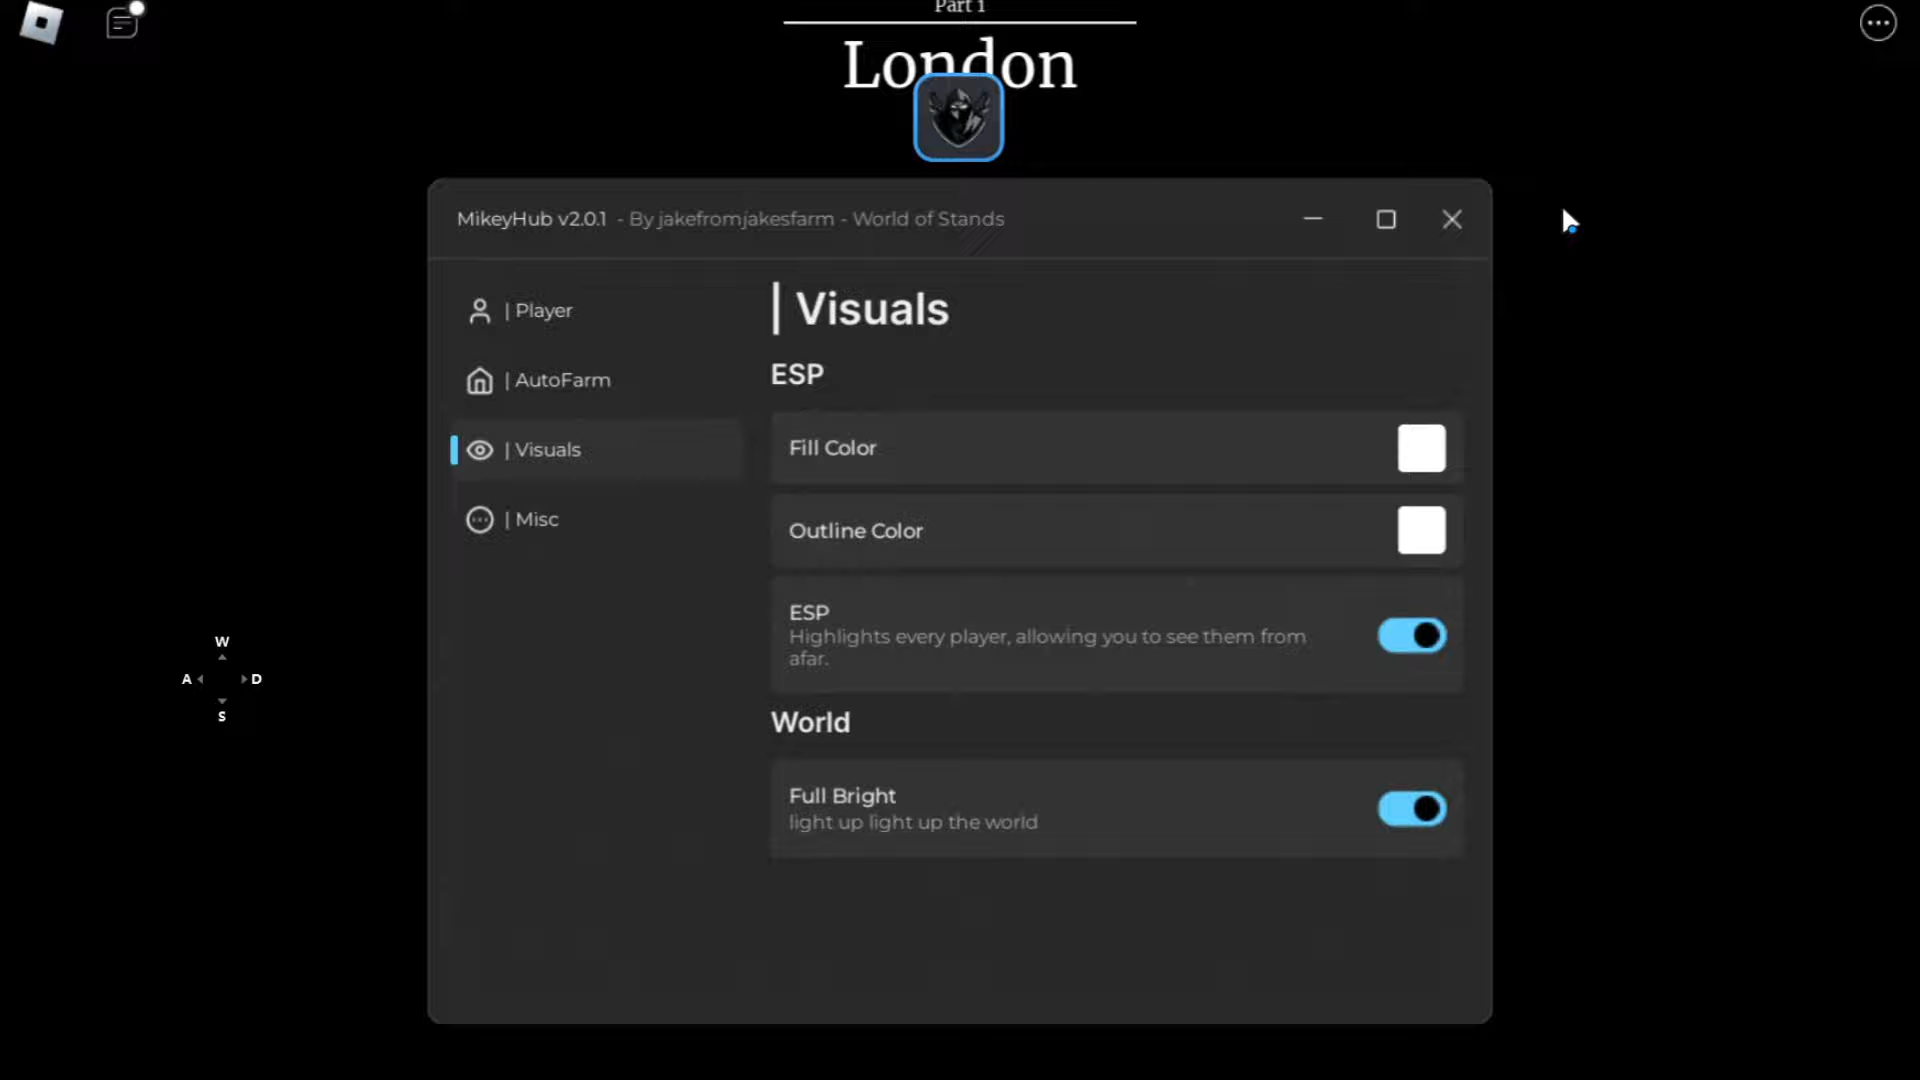 Part 1
London
MikeyHub v2.0.1 - By jakefromjakesfarm - World of Stands
| Player
| AutoFarm
| Visuals
| Misc
| Visuals
ESP
Fill Color
Outline Color
ESP
Highlights every player, allowing you to see them from
afar.
World
Full Bright
light up light up the world
W
A
D
S